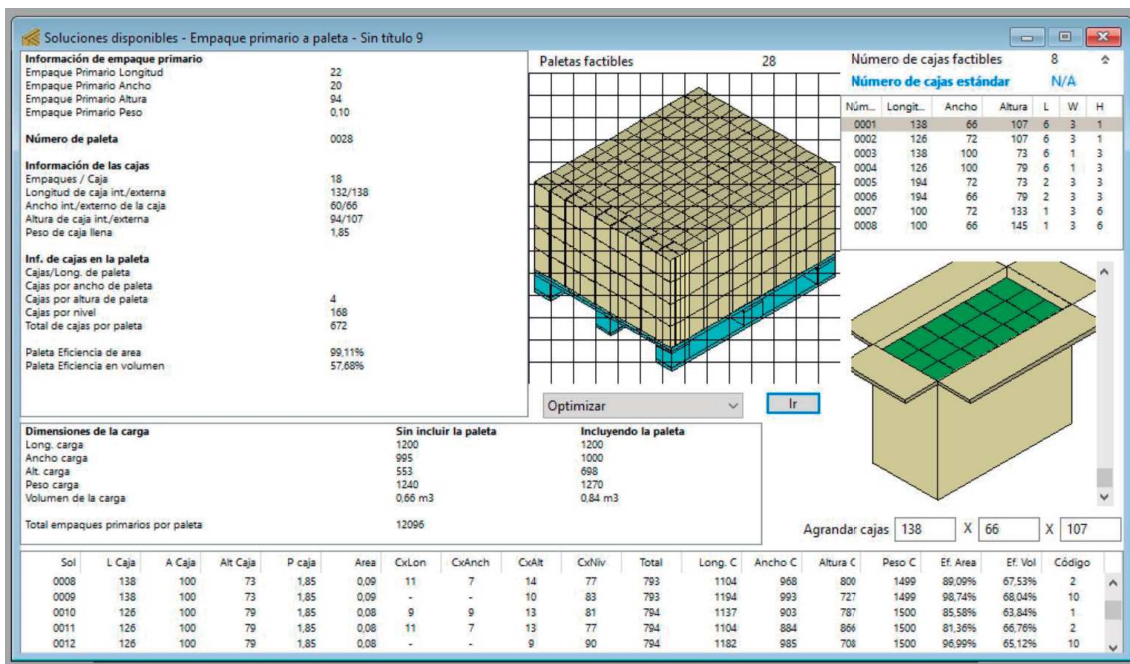 Soluciones disponibles - Empaque primario a paleta - Sin título 9
Información de empaque primario
Empaque Primario Longitud 22
Empaque Primario Ancho 20
Empaque Primario Altura 94
Empaque Primario Peso 0,10
Número de paleta 0028
Información de las cajas
Empaques / Caja 18
Longitud de caja int./externa 132/138
Ancho int./externo de la caja 60/66
Altura de caja int./externa 94/107
Peso de caja llena 1,85
Inf. de cajas en la paleta
Cajas/Long. de paleta
Cajas por ancho de paleta
Cajas por altura de paleta 4
Cajas por nivel 168
Total de cajas por paleta 672
Paleta Eficiencia de area 99,11%
Paleta Eficiencia en volumen 57,68%
Paletas factibles 28
Optimizar Ir
Número de cajas factibles 8
Número de cajas estándar N/A
Núm... Longit... Ancho Altura L W H
0001 138 66 107 6 3 1
0002 126 72 107 6 3 1
0003 138 100 73 6 1 3
0004 126 100 79 6 1 3
0005 194 72 73 2 3 3
0006 194 66 79 2 3 3
0007 100 72 133 1 3 6
0008 100 66 145 1 3 6
Dimensiones de la carga Sin incluir la paleta Incluyendo la paleta
Long. carga 1200 1200
Ancho carga 995 1000
Alt. carga 553 698
Peso carga 1240 1270
Volumen de la carga 0,66 m3 0,84 m3
Total empaques primarios por paleta 12096
Agrandar cajas 138 X 66 X 107
Sol L Caja A Caja Alt Caja P caja Area CxLon CxAnch CxAlt CxNiv Total Long. C Ancho C Altura C Peso C Ef. Area Ef. Vol Código
0008 138 100 73 1,85 0,09 11 7 14 77 793 1104 968 800 1499 89,09% 67,53% 2
0009 138 100 73 1,85 0,09 - - 10 83 793 1194 993 727 1499 98,74% 68,04% 10
0010 126 100 79 1,85 0,08 9 9 13 81 794 1137 903 787 1500 85,58% 63,84% 1
0011 126 100 79 1,85 0,08 11 7 13 77 794 1104 884 866 1500 81,36% 66,76% 2
0012 126 100 79 1,85 0,08 - - 9 90 794 1182 985 708 1500 96,99% 65,12% 10